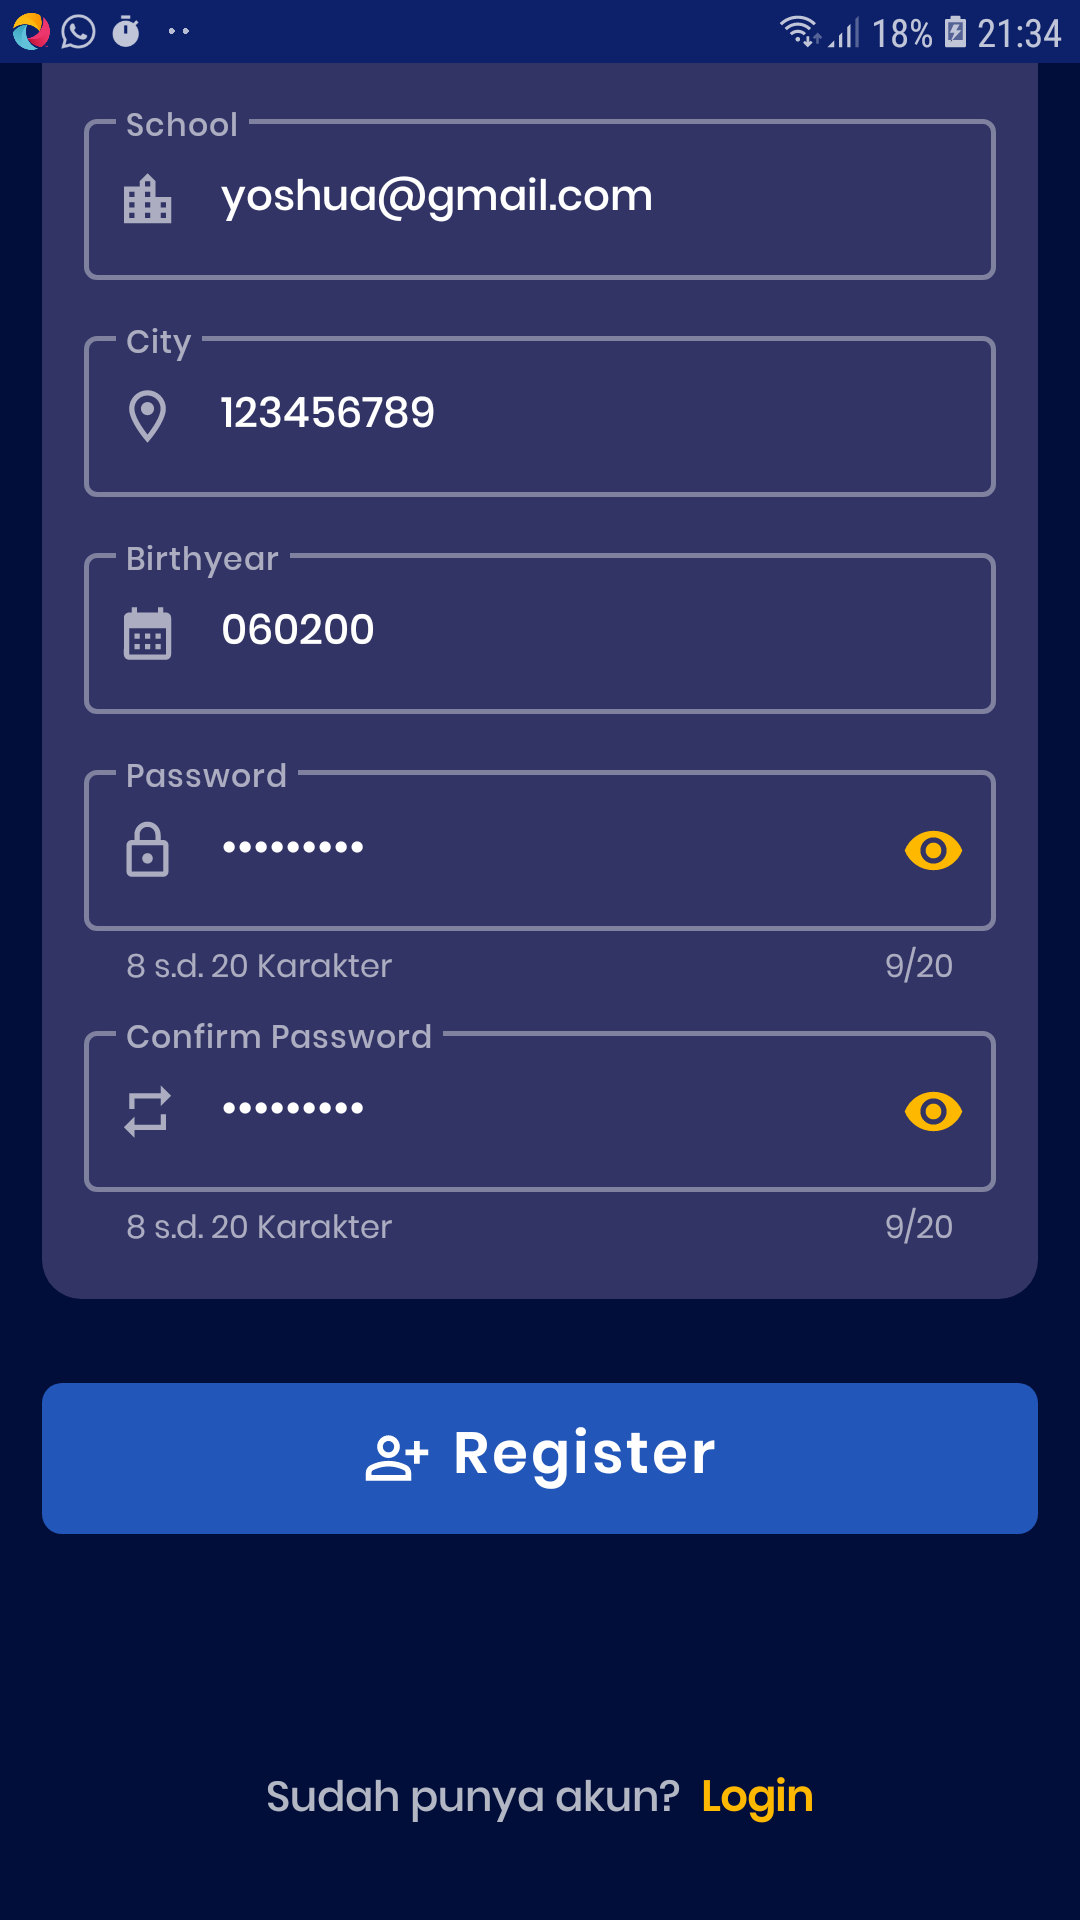 18% 21:34
School
yoshua@gmail.com
City
123456789
Birthyear
060200
Password
•••••••••
8 s.d. 20 Karakter 9/20
Confirm Password
•••••••••
8 s.d. 20 Karakter 9/20
Register
Sudah punya akun? Login